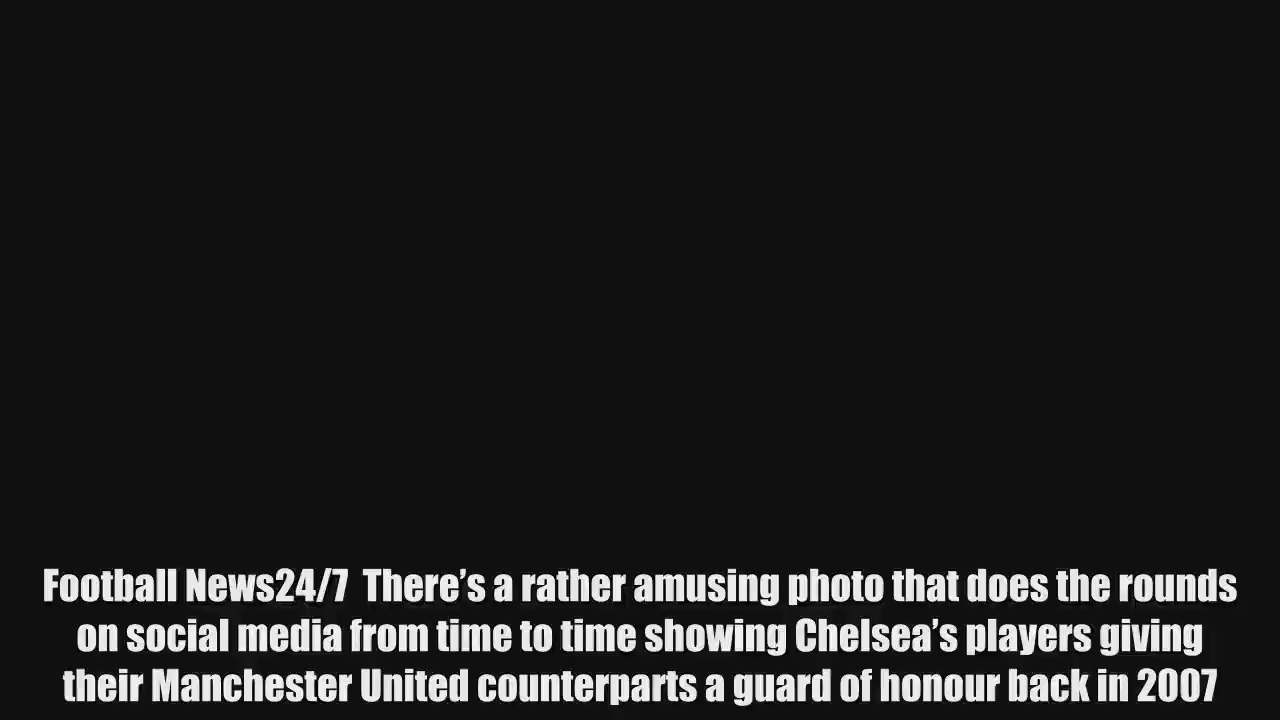 Football News24/7  There’s a rather amusing photo that does the rounds
on social media from time to time showing Chelsea’s players giving
their Manchester United counterparts a guard of honour back in 2007